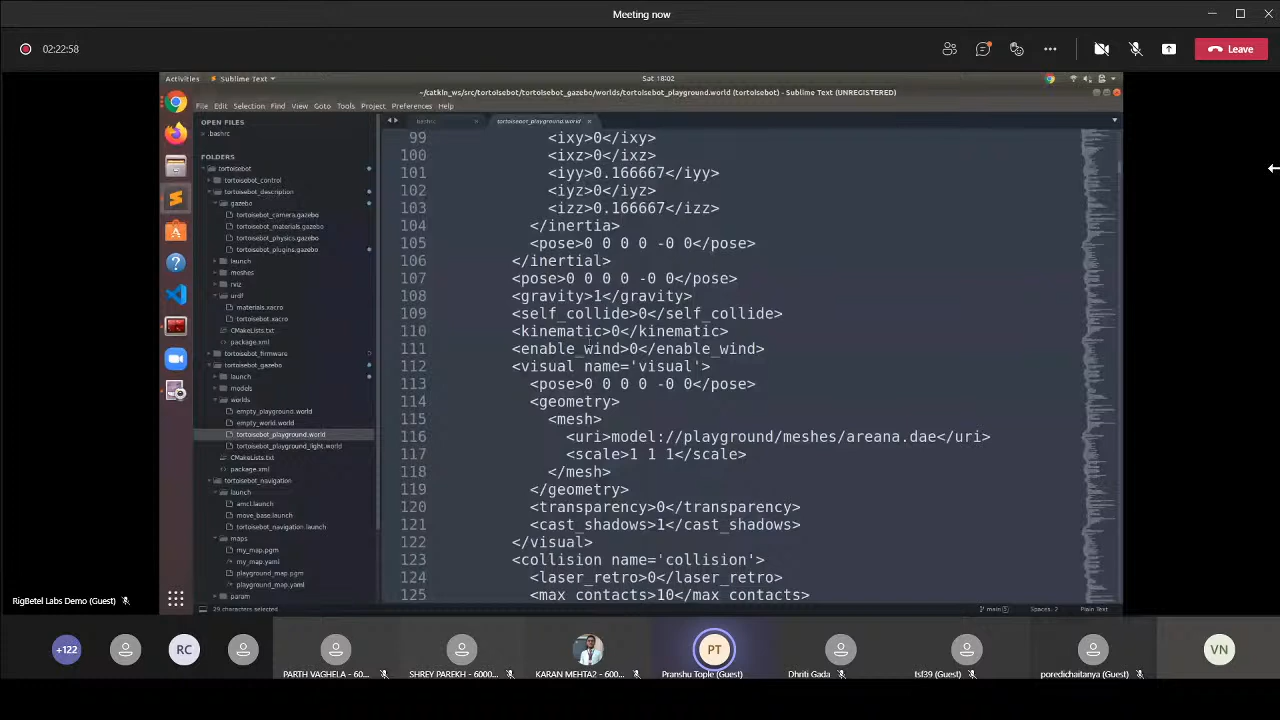 Meeting now
02:22:58
Leave
Activities
Sublime Text
Sat 18:02
~/catkin_ws/src/tortoisebot/tortoisebot_gazebo/worlds/tortoisebot_playground.world (tortoisebot) - Sublime Text (UNREGISTERED)
File Edit Selection Find View Goto Tools Project Preferences Help
OPEN FILES
.bashrc
FOLDERS
tortoisebot
tortoisebot_control
tortoisebot_description
gazebo
tortoisebot_camera.gazebo
tortoisebot_materials.gazebo
tortoisebot_physics.gazebo
tortoisebot_plugins.gazebo
launch
meshes
rviz
urdf
materials.xacro
tortoisebot.xacro
CMakeLists.txt
package.xml
tortoisebot_firmware
tortoisebot_gazebo
launch
models
worlds
empty_playground.world
empty_world.world
tortoisebot_playground.world
tortoisebot_playground_light.world
CMakeLists.txt
package.xml
tortoisebot_navigation
launch
amcl.launch
move_base.launch
tortoisebot_navigation.launch
maps
my_map.pgm
my_map.yaml
playground_map.pgm
playground_map.yaml
param
.bashrc
tortoisebot_playground.world
99 <ixy>0</ixy>
100 <ixz>0</ixz>
101 <iyy>0.166667</iyy>
102 <iyz>0</iyz>
103 <izz>0.166667</izz>
104 </inertia>
105 <pose>0 0 0 0 -0 0</pose>
106 </inertial>
107 <pose>0 0 0 0 -0 0</pose>
108 <gravity>1</gravity>
109 <self_collide>0</self_collide>
110 <kinematic>0</kinematic>
111 <enable_wind>0</enable_wind>
112 <visual name='visual'>
113 <pose>0 0 0 0 -0 0</pose>
114 <geometry>
115 <mesh>
116 <uri>model://playground/meshes/areana.dae</uri>
117 <scale>1 1 1</scale>
118 </mesh>
119 </geometry>
120 <transparency>0</transparency>
121 <cast_shadows>1</cast_shadows>
122 </visual>
123 <collision name='collision'>
124 <laser_retro>0</laser_retro>
125 <max_contacts>10</max_contacts>
29 characters selected
main
Spaces: 2
Plain Text
RigBetel Labs Demo (Guest)
+122
RC
PT
VN
PARTH VAGHELA - 60...
SHREY PAREKH - 6000...
KARAN MEHTA2 - 600...
Pranshu Tople (Guest)
Dhriti Gada
tsf39 (Guest)
poredichaitanya (Guest)